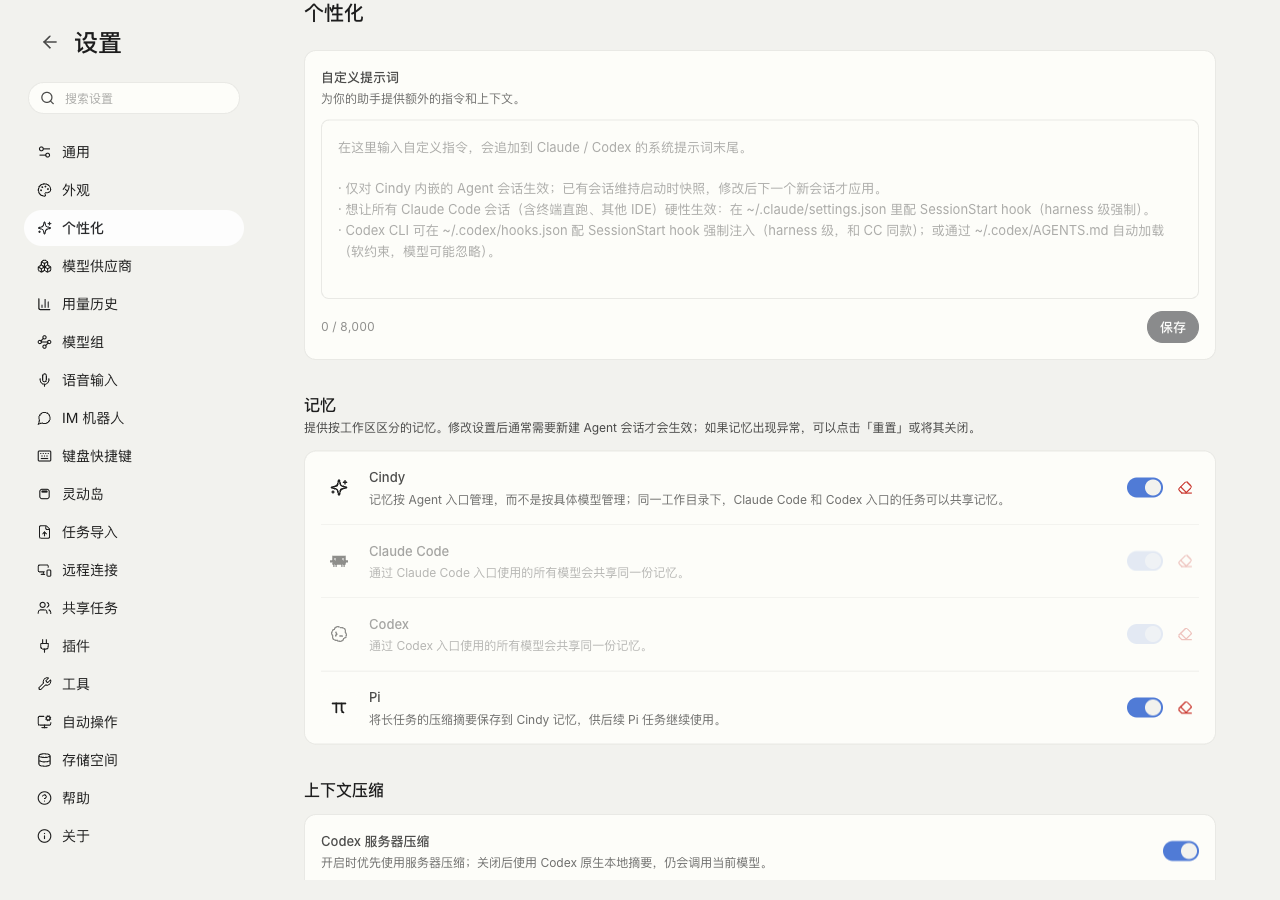 设置
搜索设置
通用
外观
个性化
模型供应商
用量历史
模型组
语音输入
IM 机器人
键盘快捷键
灵动岛
任务导入
远程连接
共享任务
插件
工具
自动操作
存储空间
帮助
关于
个性化
自定义提示词
为你的助手提供额外的指令和上下文。
在这里输入自定义指令，会追加到 Claude / Codex 的系统提示词末尾。
· 仅对 Cindy 内嵌的 Agent 会话生效；已有会话维持启动时快照，修改后下一个新会话才应用。
· 想让所有 Claude Code 会话（含终端直跑、其他 IDE）硬性生效：在 ~/.claude/settings.json 里配 SessionStart hook（harness 级强制）。
· Codex CLI 可在 ~/.codex/hooks.json 配 SessionStart hook 强制注入（harness 级，和 CC 同款）；或通过 ~/.codex/AGENTS.md 自动加载
（软约束，模型可能忽略）。
0 / 8,000
保存
记忆
提供按工作区区分的记忆。修改设置后通常需要新建 Agent 会话才会生效；如果记忆出现异常，可以点击「重置」或将其关闭。
Cindy
记忆按 Agent 入口管理，而不是按具体模型管理；同一工作目录下，Claude Code 和 Codex 入口的任务可以共享记忆。
Claude Code
通过 Claude Code 入口使用的所有模型会共享同一份记忆。
Codex
通过 Codex 入口使用的所有模型会共享同一份记忆。
Pi
将长任务的压缩摘要保存到 Cindy 记忆，供后续 Pi 任务继续使用。
上下文压缩
Codex 服务器压缩
开启时优先使用服务器压缩；关闭后使用 Codex 原生本地摘要，仍会调用当前模型。